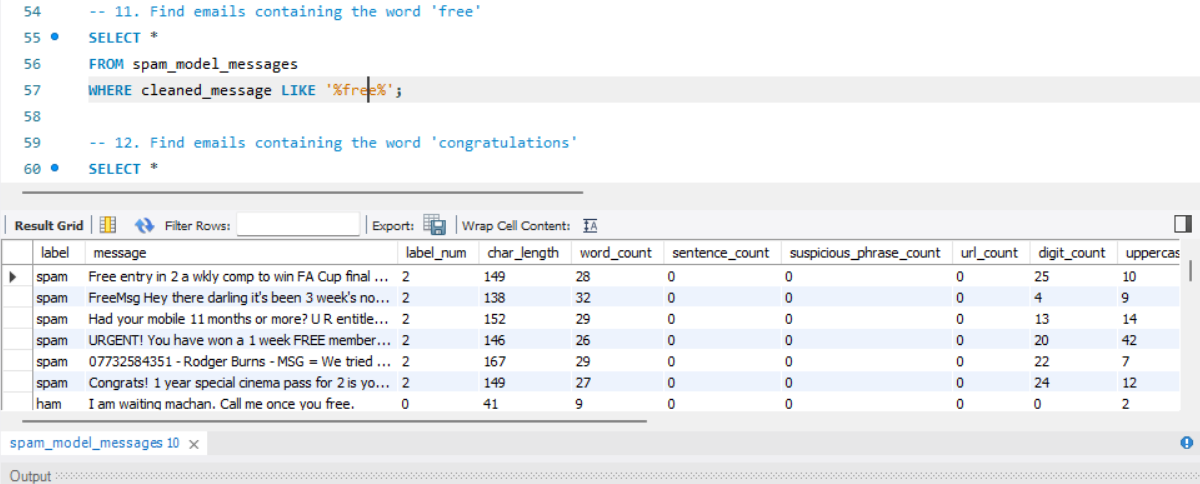 54 -- 11. Find emails containing the word 'free'
55 SELECT *
56 FROM spam_model_messages
57 WHERE cleaned_message LIKE '%free%';
58
59 -- 12. Find emails containing the word 'congratulations'
60 SELECT *
Result Grid Filter Rows: Export: Wrap Cell Content:
label message label_num char_length word_count sentence_count suspicious_phrase_count url_count digit_count uppercas
spam Free entry in 2 a wkly comp to win FA Cup final ... 2 149 28 0 0 0 25 10
spam FreeMsg Hey there darling it's been 3 week's no... 2 138 32 0 0 0 4 9
spam Had your mobile 11 months or more? U R entitle... 2 152 29 0 0 0 13 14
spam URGENT! You have won a 1 week FREE member... 2 146 26 0 0 0 20 42
spam 07732584351 - Rodger Burns - MSG = We tried ... 2 167 29 0 0 0 22 7
spam Congrats! 1 year special cinema pass for 2 is yo... 2 149 27 0 0 0 24 12
ham I am waiting machan. Call me once you free. 0 41 9 0 0 0 0 2
spam_model_messages 10
Output